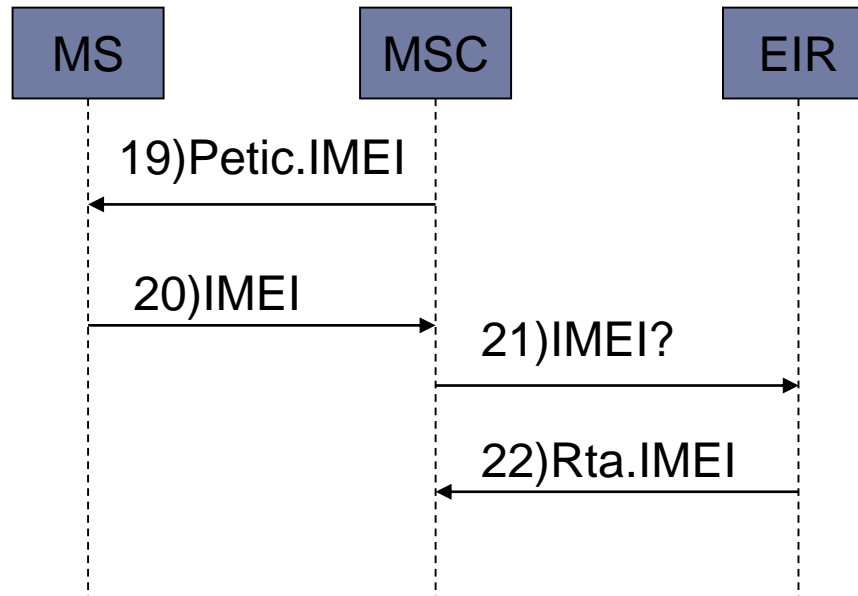 MS
MSC
EIR
19)Petic.IMEI
20)IMEI
21)IMEI?
22)Rta.IMEI